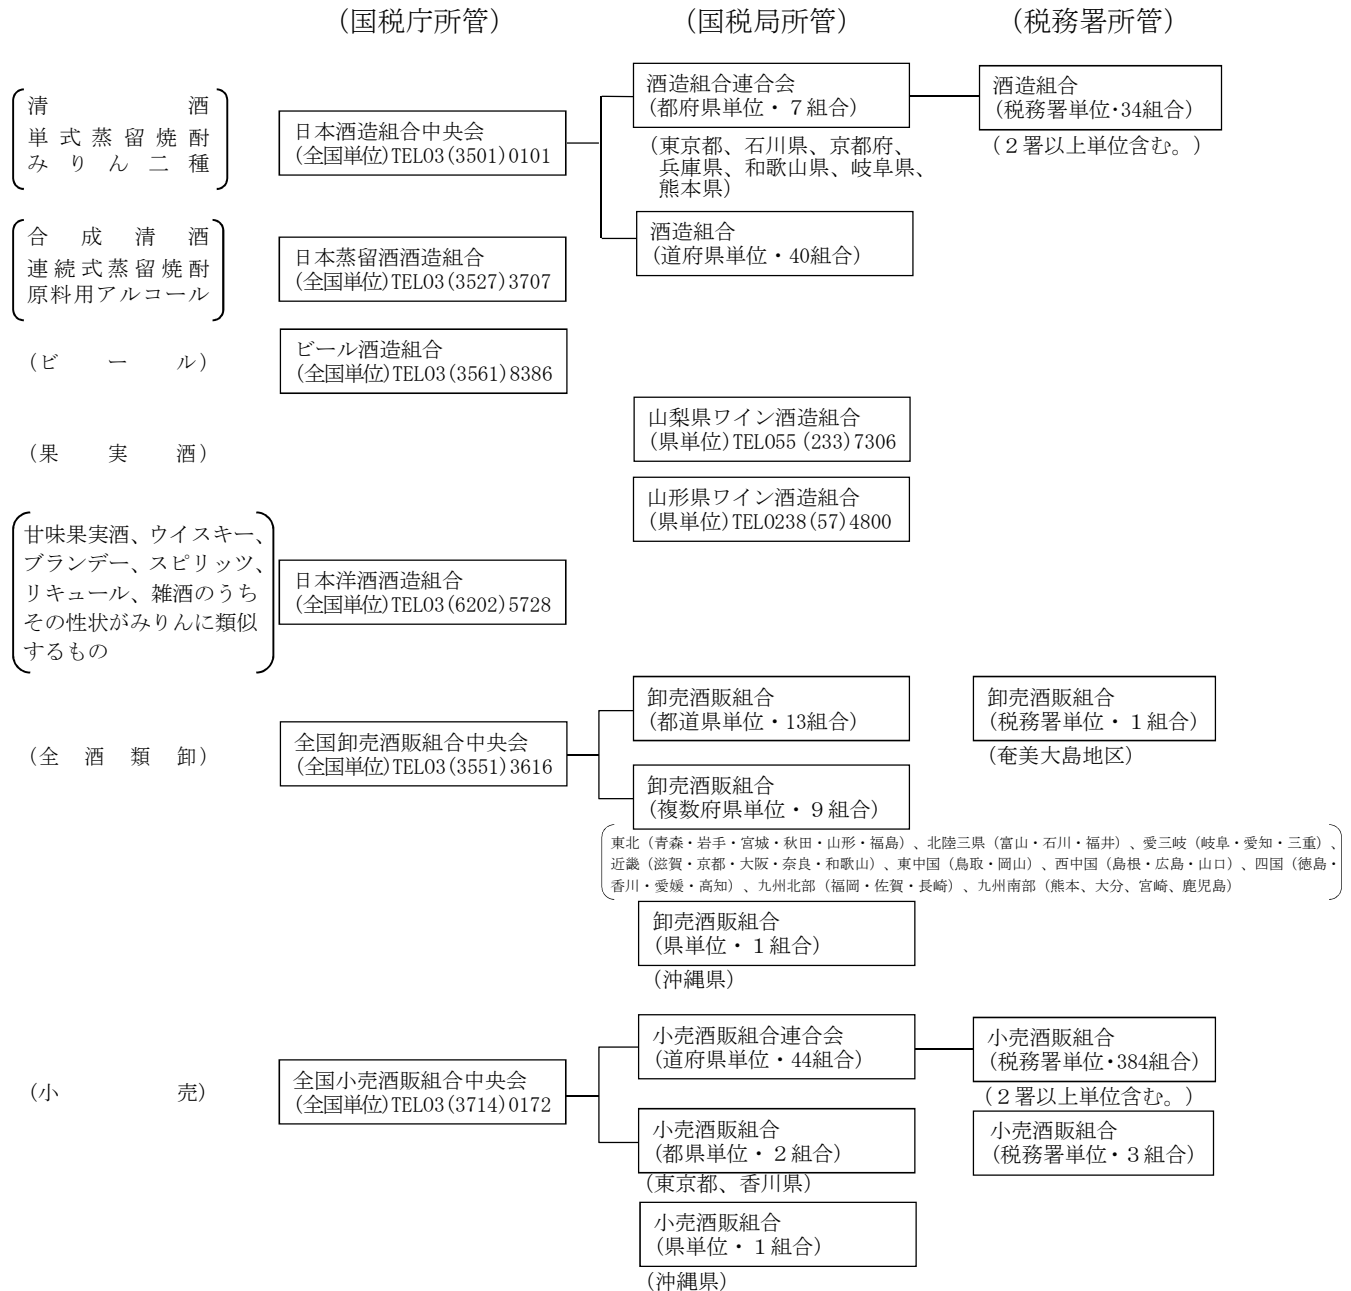 (国税庁所管)
(国税局所管)
(税務署所管)
清酒
単式蒸留焼酎
みりん二種
日本酒造組合中央会
(全国単位)TEL03(3501)0101
酒造組合連合会
(都府県単位・7組合)
(東京都、石川県、京都府、
兵庫県、和歌山県、岐阜県、
熊本県)
酒造組合
(税務署単位・34組合)
(2署以上単位含む。)
酒造組合
(道府県単位・40組合)
合成清酒
連続式蒸留焼酎
原料用アルコール
日本蒸留酒酒造組合
(全国単位)TEL03(3527)3707
(ビール)
ビール酒造組合
(全国単位)TEL03(3561)8386
(果実酒)
山梨県ワイン酒造組合
(県単位)TEL055(233)7306
山形県ワイン酒造組合
(県単位)TEL0238(57)4800
甘味果実酒、ウイスキー、
ブランデー、スピリッツ、
リキュール、雑酒のうち
その性状がみりんに類似
するもの
日本洋酒酒造組合
(全国単位)TEL03(6202)5728
(全酒類卸)
全国卸売酒販組合中央会
(全国単位)TEL03(3551)3616
卸売酒販組合
(都道県単位・13組合)
卸売酒販組合
(税務署単位・1組合)
(奄美大島地区)
卸売酒販組合
(複数府県単位・9組合)
東北(青森・岩手・宮城・秋田・山形・福島)、北陸三県(富山・石川・福井)、愛三岐(岐阜・愛知・三重)、
近畿(滋賀・京都・大阪・奈良・和歌山)、東中国(鳥取・岡山)、西中国(島根・広島・山口)、四国(徳島・
香川・愛媛・高知)、九州北部(福岡・佐賀・長崎)、九州南部(熊本、大分、宮崎、鹿児島)
卸売酒販組合
(県単位・1組合)
(沖縄県)
(小売)
全国小売酒販組合中央会
(全国単位)TEL03(3714)0172
小売酒販組合連合会
(道府県単位・44組合)
小売酒販組合
(税務署単位・384組合)
(2署以上単位含む。)
小売酒販組合
(都県単位・2組合)
(東京都、香川県)
小売酒販組合
(税務署単位・3組合)
小売酒販組合
(県単位・1組合)
(沖縄県)